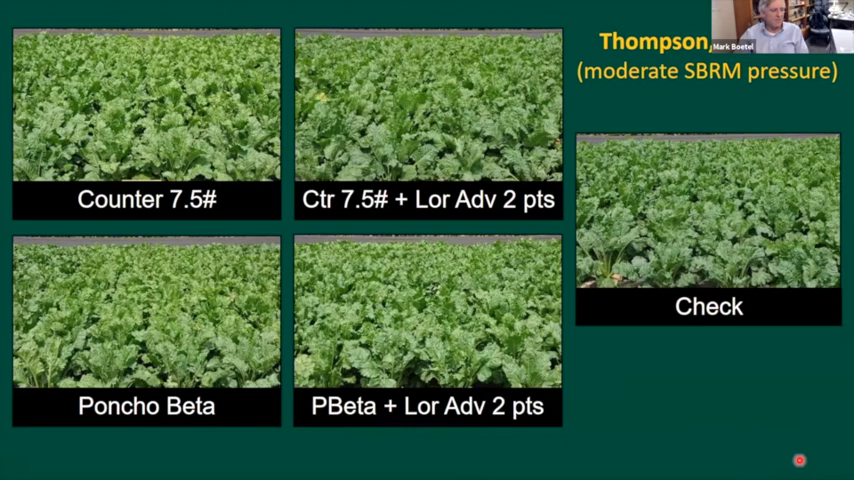 Thompson,
Mark Boetel
(moderate SBRM pressure)
Counter 7.5#
Ctr 7.5# + Lor Adv 2 pts
Check
Poncho Beta
PBeta + Lor Adv 2 pts